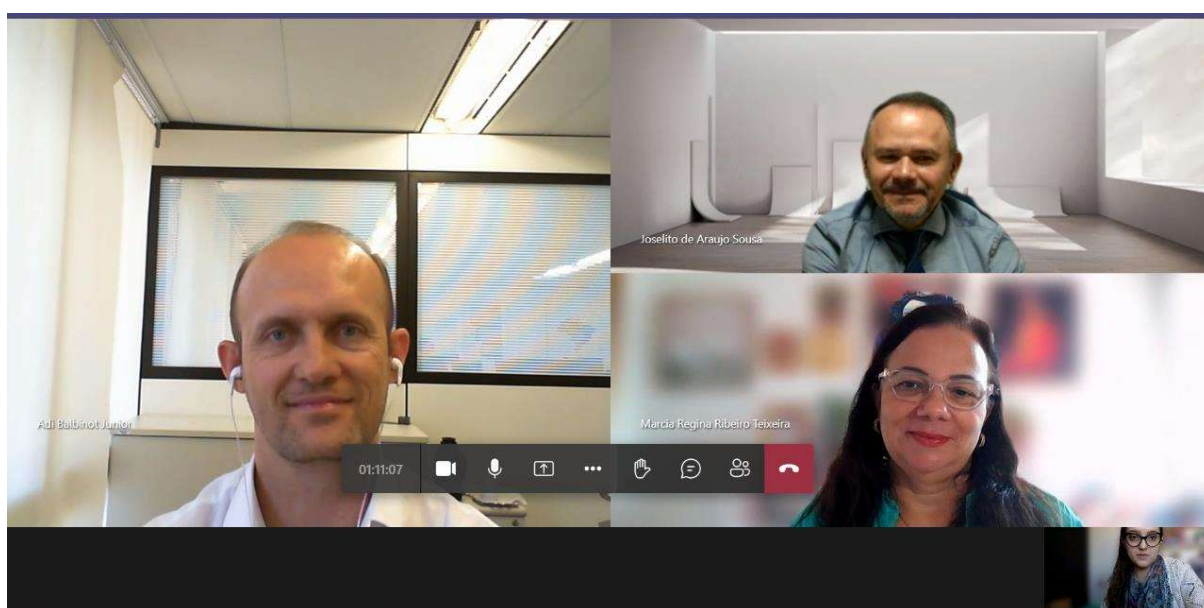 Joselito de Araujo Sousa
Adi Balbinot Junior
Marcia Regina Ribeiro Teixeira
01:11:07